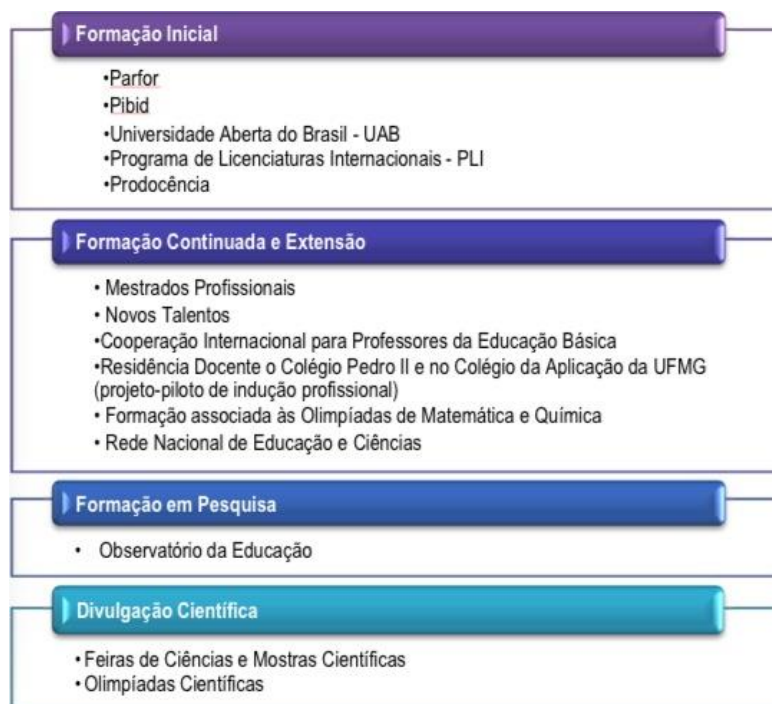 Formação Inicial
•Parfor
•Pibid
•Universidade Aberta do Brasil - UAB
•Programa de Licenciaturas Internacionais - PLI
•Prodocência
Formação Continuada e Extensão
• Mestrados Profissionais
• Novos Talentos
•Cooperação Internacional para Professores da Educação Básica
•Residência Docente o Colégio Pedro II e no Colégio da Aplicação da UFMG
(projeto-piloto de indução profissional)
• Formação associada às Olimpíadas de Matemática e Química
• Rede Nacional de Educação e Ciências
Formação em Pesquisa
• Observatório da Educação
Divulgação Científica
• Feiras de Ciências e Mostras Científicas
• Olimpíadas Científicas